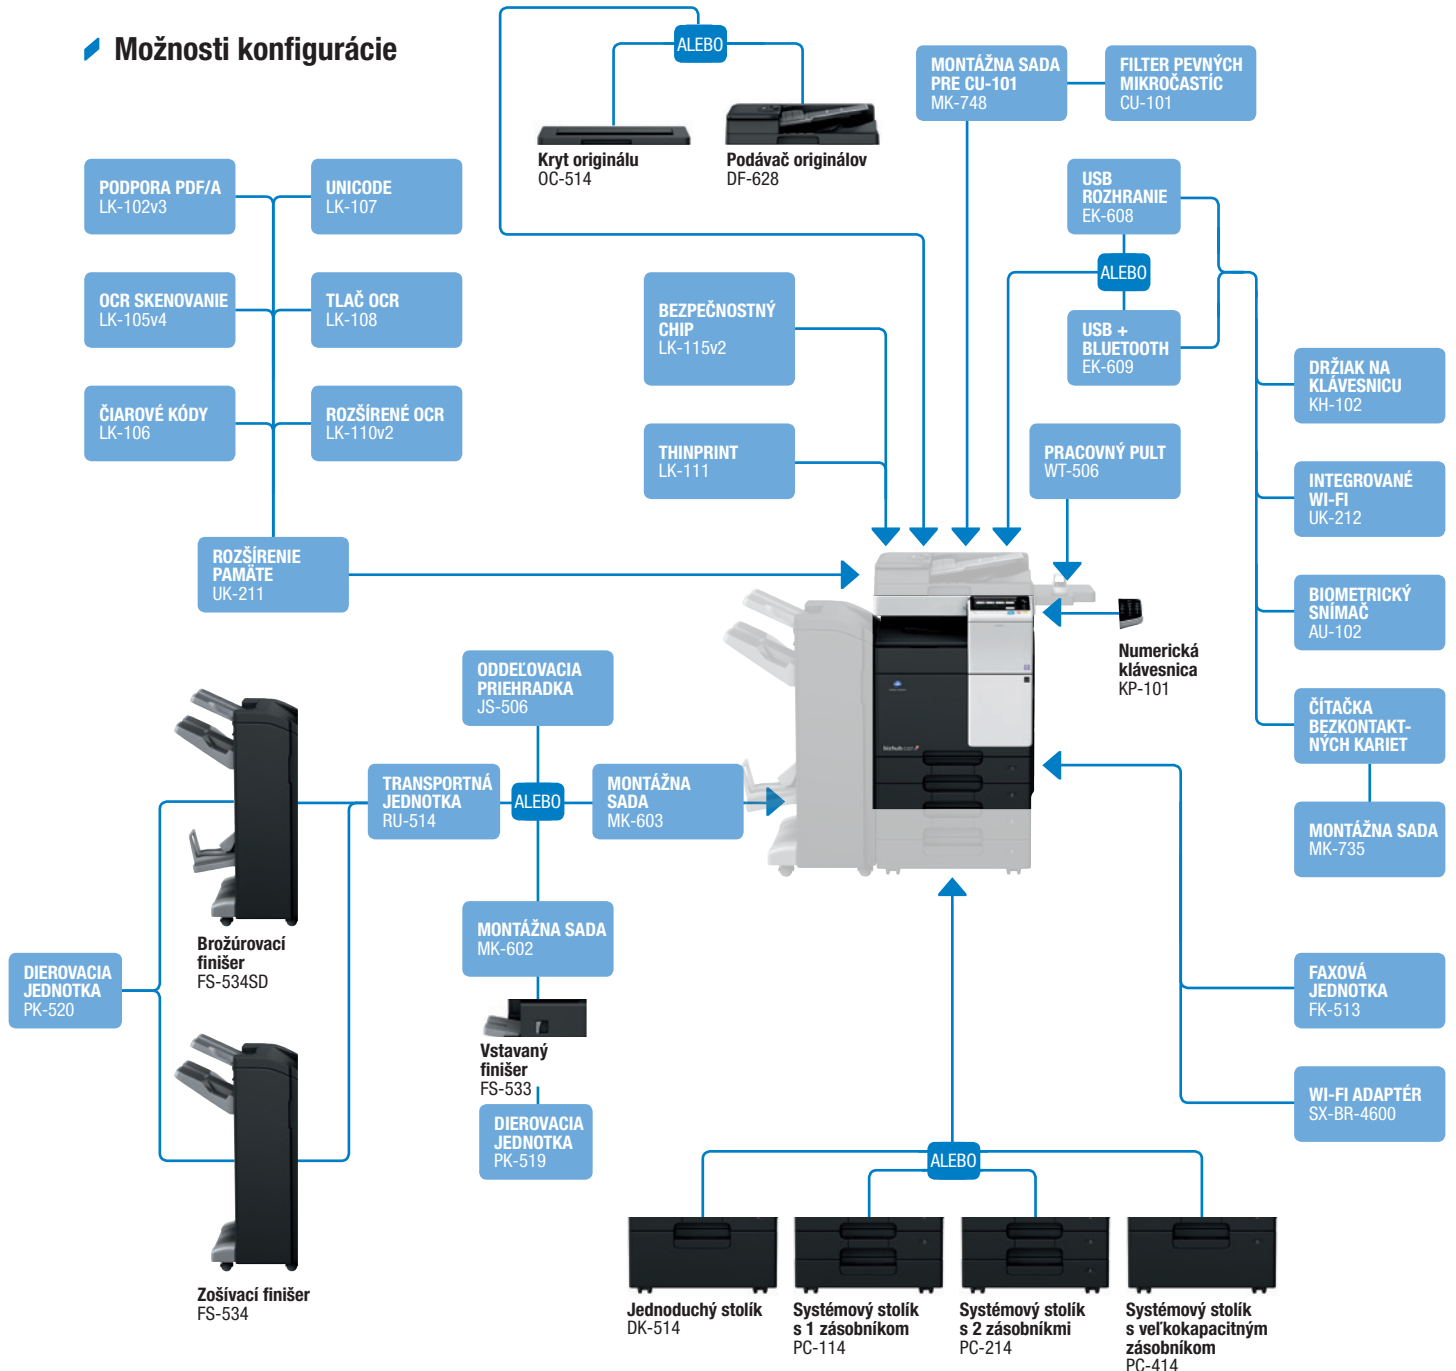 Možnosti konfigurácie
ALEBO
Kryt originálu
OC-514
Podávač originálov
DF-628
MONTÁŽNA SADA
PRE CU-101
MK-748
FILTER PEVNÝCH
MIKROČASTÍC
CU-101
PODPORA PDF/A
LK-102v3
UNICODE
LK-107
OCR SKENOVANIE
LK-105v4
TLAČ OCR
LK-108
ČIAROVÉ KÓDY
LK-106
ROZŠÍRENÉ OCR
LK-110v2
ROZŠÍRENIE
PAMÄTE
UK-211
BEZPEČNOSTNÝ
CHIP
LK-115v2
THINPRINT
LK-111
USB
ROZHRANIE
EK-608
ALEBO
USB +
BLUETOOTH
EK-609
PRACOVNÝ PULT
WT-506
DRŽIAK NA
KLÁVESNICU
KH-102
INTEGROVANÉ
WI-FI
UK-212
BIOMETRICKÝ
SNÍMAČ
AU-102
ČÍTAČKA
BEZKONTAKT-
NÝCH KARIET
MONTÁŽNA SADA
MK-735
Numerická
klávesnica
KP-101
bizhub C227
ODDEĽOVACIA
PRIEHRADKA
JS-506
TRANSPORTNÁ
JEDNOTKA
RU-514
ALEBO
MONTÁŽNA
SADA
MK-603
MONTÁŽNA SADA
MK-602
Vstavaný
finišer
FS-533
DIEROVACIA
JEDNOTKA
PK-519
Brožúrovací
finišer
FS-534SD
DIEROVACIA
JEDNOTKA
PK-520
Zošívací finišer
FS-534
FAXOVÁ
JEDNOTKA
FK-513
WI-FI ADAPTÉR
SX-BR-4600
ALEBO
Jednoduchý stolík
DK-514
Systémový stolík
s 1 zásobníkom
PC-114
Systémový stolík
s 2 zásobníkmi
PC-214
Systémový stolík
s veľkokapacitným
zásobníkom
PC-414